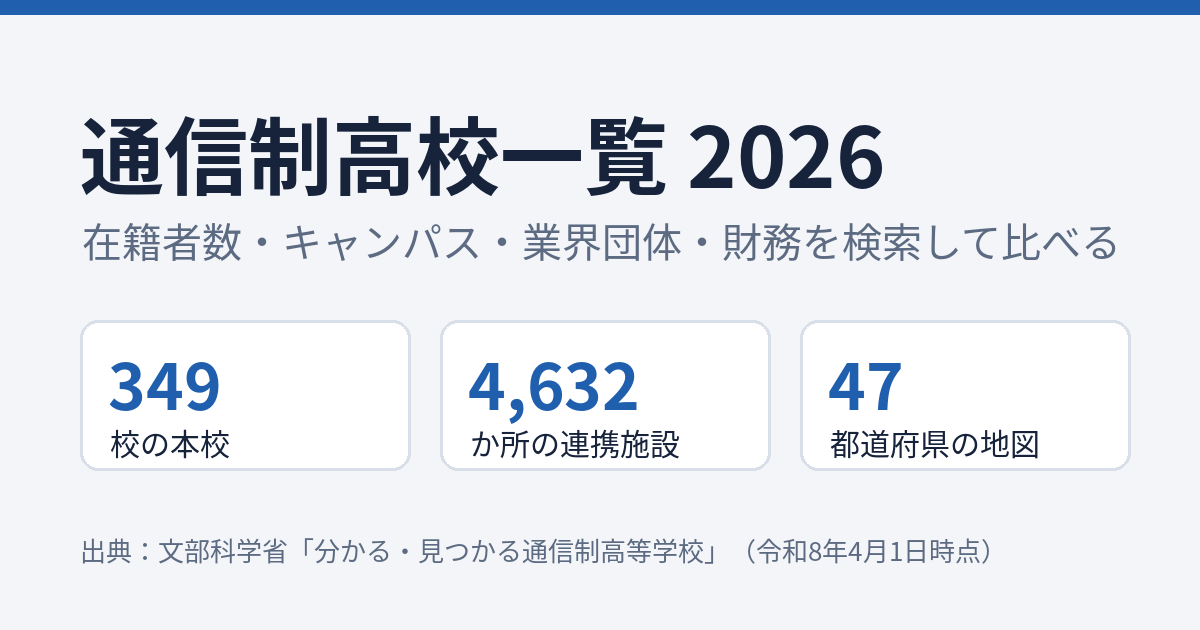 通信制高校一覧 2026
在籍者数・キャンパス・業界団体・財務を検索して比べる
349
校の本校
4,632
か所の連携施設
47
都道府県の地図
出典：文部科学省「分かる・見つかる通信制高等学校」（令和8年4月1日時点）